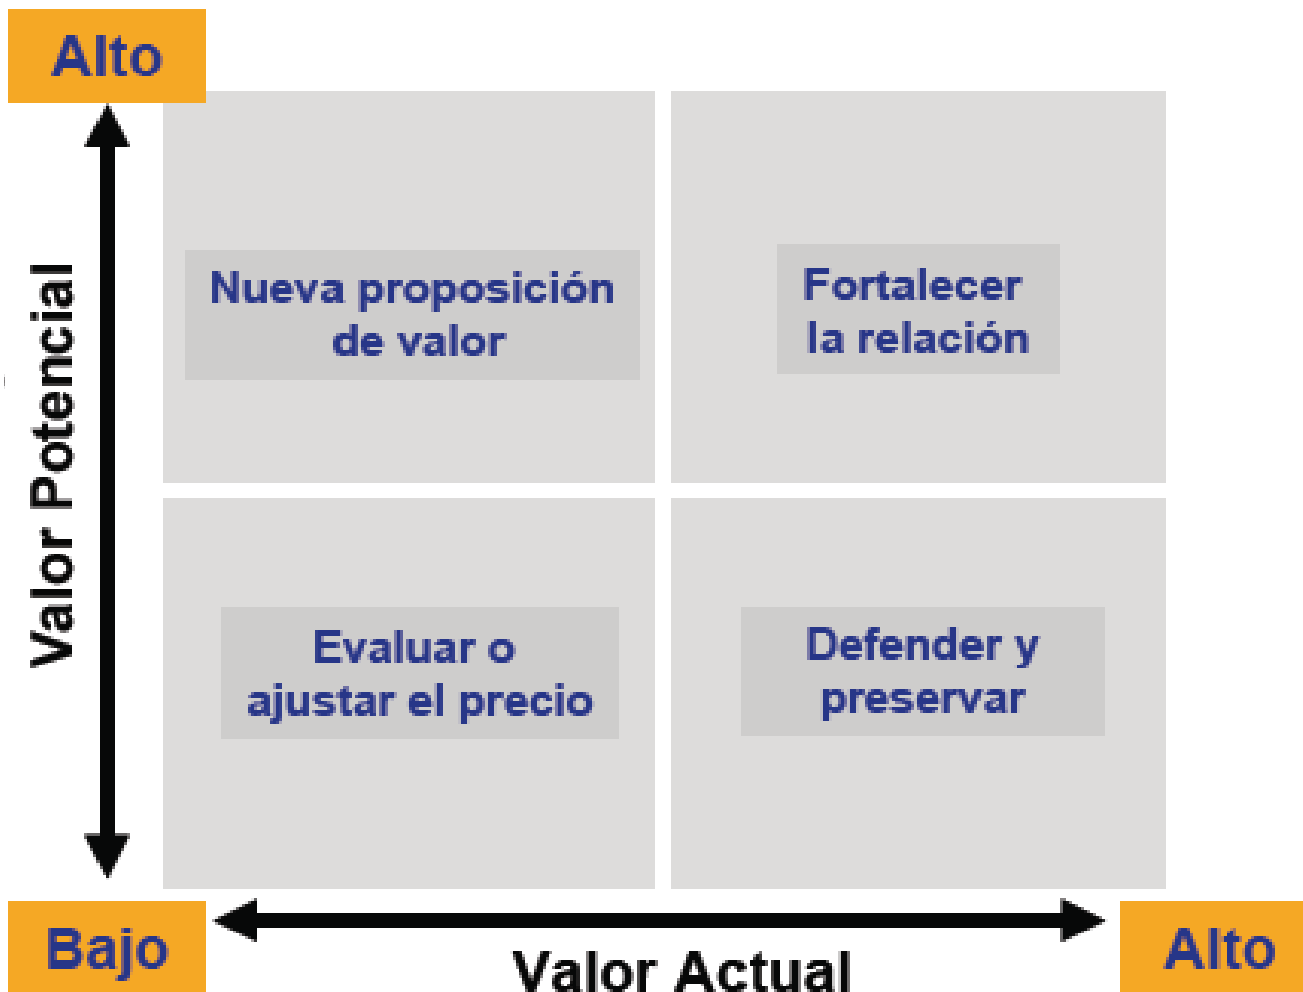 Alto
Valor Potencial
Nueva proposición
de valor
Fortalecer
la relación
Evaluar o
ajustar el precio
Defender y
preservar
Bajo
Valor Actual
Alto